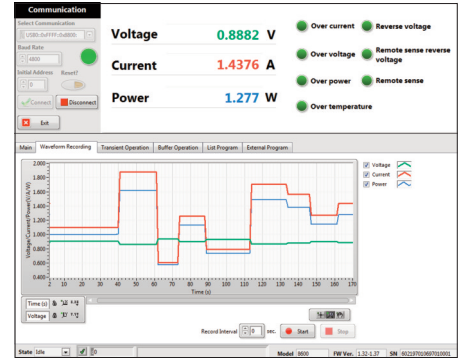 Communication
Select Communication
USB0::0xFFFF::0x8800::
Baud Rate
4800
Initial Address Reset?
0
Connect Disconnect
Exit
Voltage 0.8882 V
Current 1.4376 A
Power 1.277 W
Over current Reverse voltage
Over voltage Remote sense reverse voltage
Over power Remote sense
Over temperature
Main Waveform Recording Transient Operation Buffer Operation List Program External Program
Voltage/Current/Power(V/A/W)
2.000
1.800
1.600
1.400
1.200
1.000
0.800
0.600
0.400
2 10 20 30 40 50 60 70 80 90 100 110 120 130 140 150 160 170
Time (s)
Voltage
Current
Power
Time (s)
Voltage
Record Interval 0 sec. Start Stop
State Idle 0 Model 8600 FW Ver. 1.32-1.37 SN 602197010697010001